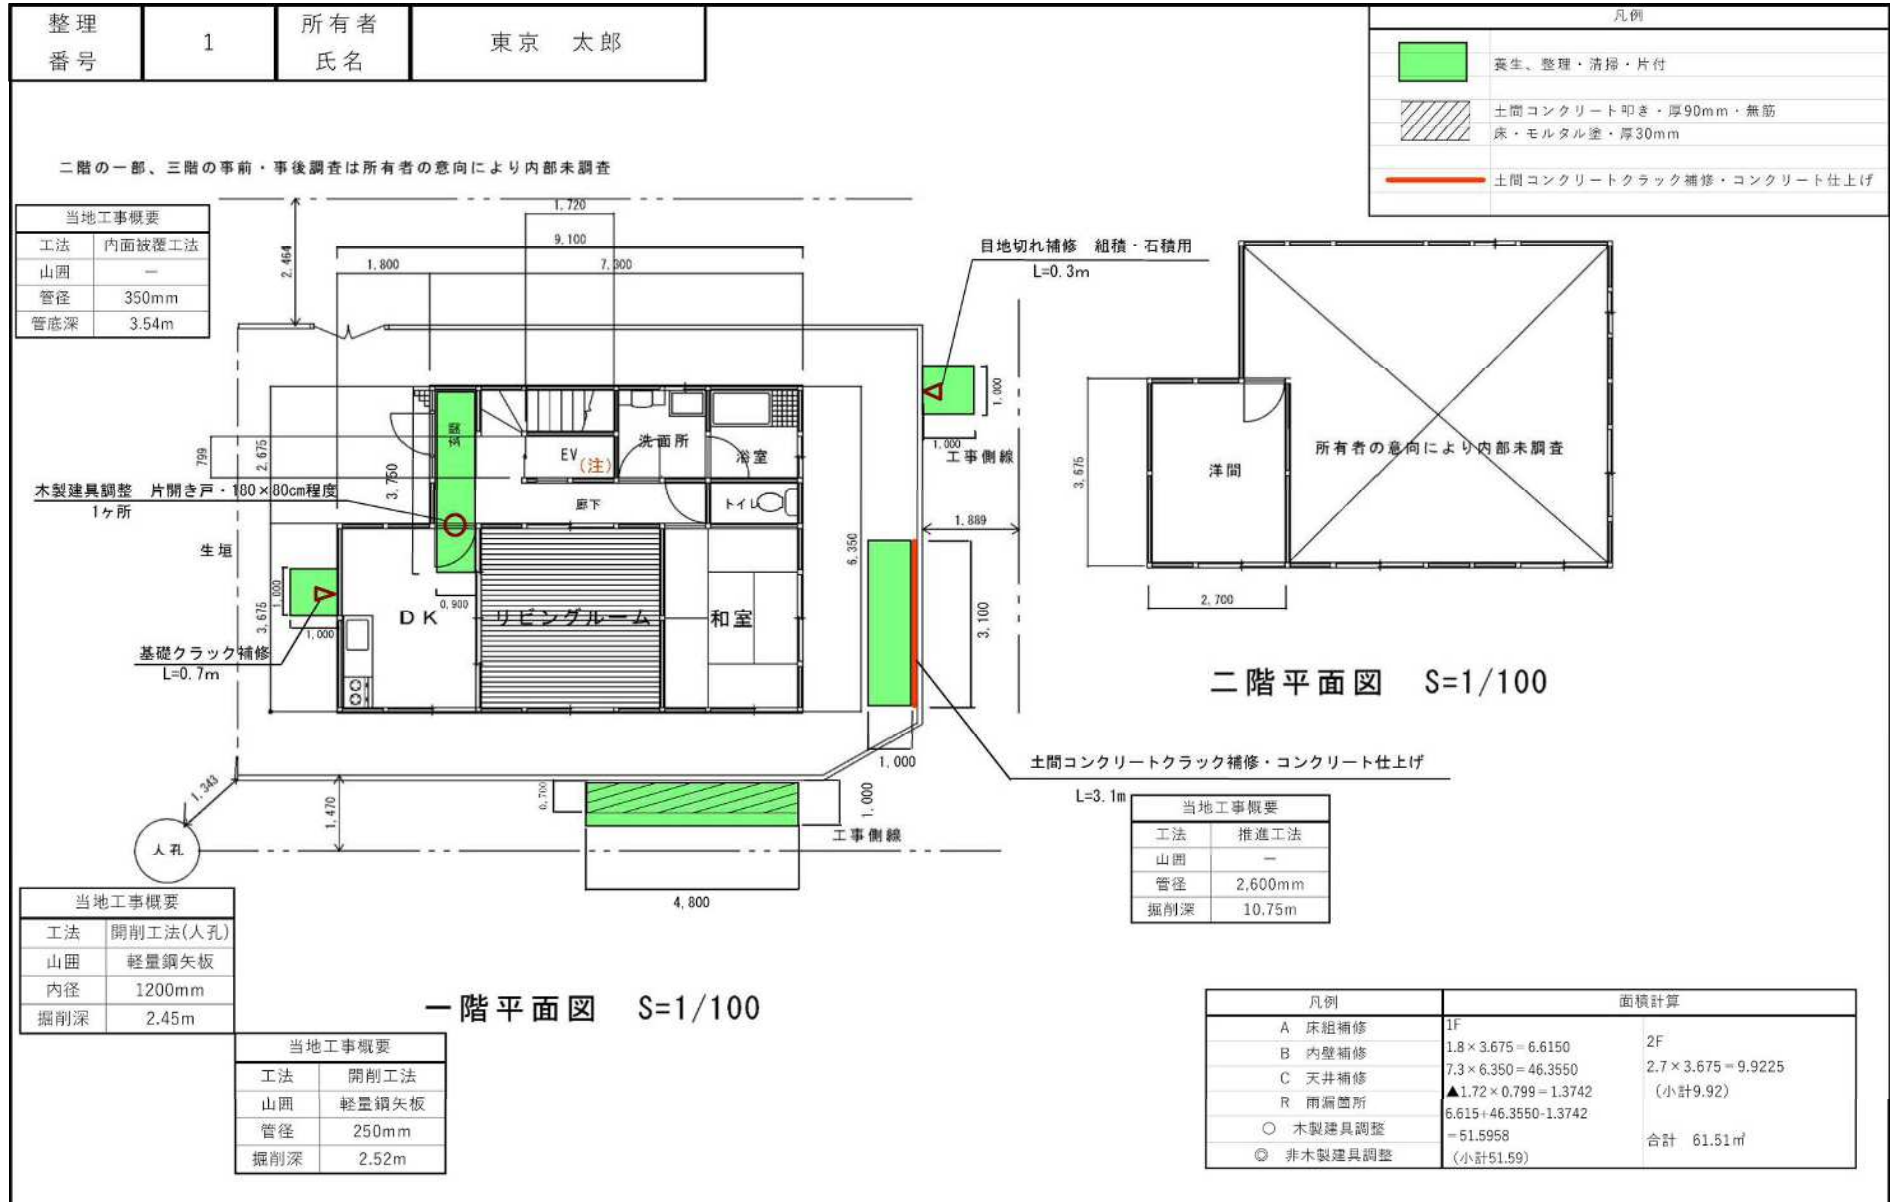 整理番号 1 所有者氏名 東京 太郎
凡例
養生、整理・清掃・片付
土間コンクリート叩き・厚90mm・無筋
床・モルタル塗・厚30mm
土間コンクリートクラック補修・コンクリート仕上げ
二階の一部、三階の事前・事後調査は所有者の意向により内部未調査
当地工事概要
工法 内面被覆工法
山囲 —
管径 350mm
管底深 3.54m
2,464
1,720
9,100
1,800
7,300
目地切れ補修 組積・石積用
L=0.3m
1,000
1,000
工事側線
1,889
799
2,675
3,750
木製建具調整 片開き戸・180×80cm程度
1ヶ所
生垣
EV
(注)
洗面所
浴室
廊下
トイレ
6,350
1,000
3,675
1,000
0,900
DK
リビングルーム
和室
基礎クラック補修
L=0.7m
3,100
1,000
土間コンクリートクラック補修・コンクリート仕上げ
L=3.1m
1,343
1,470
0,700
1,000
工事側線
人孔
4,800
3,675
洋間
所有者の意向により内部未調査
2,700
二階平面図 S=1/100
当地工事概要
工法 推進工法
山囲 —
管径 2,600mm
掘削深 10.75m
当地工事概要
工法 開削工法(人孔)
山囲 軽量鋼矢板
内径 1200mm
掘削深 2.45m
一階平面図 S=1/100
当地工事概要
工法 開削工法
山囲 軽量鋼矢板
管径 250mm
掘削深 2.52m
凡例
A 床組補修
B 内壁補修
C 天井補修
R 雨漏箇所
○ 木製建具調整
◎ 非木製建具調整
面積計算
1F
1.8×3.675=6.6150
7.3×6.350=46.3550
▲1.72×0.799=1.3742
6.615+46.3550-1.3742
=51.5958
(小計51.59)
2F
2.7×3.675=9.9225
(小計9.92)
合計 61.51㎡